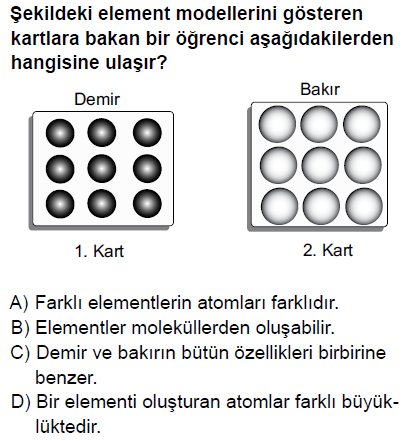 Şekildeki element modellerini gösteren
kartlara bakan bir öğrenci aşağıdakilerden
hangisine ulaşır?
Demir
Bakır
1. Kart
2. Kart
A) Farklı elementlerin atomları farklıdır.
B) Elementler moleküllerden oluşabilir.
C) Demir ve bakırın bütün özellikleri birbirine
benzer.
D) Bir elementi oluşturan atomlar farklı büyük-
lüktedir.